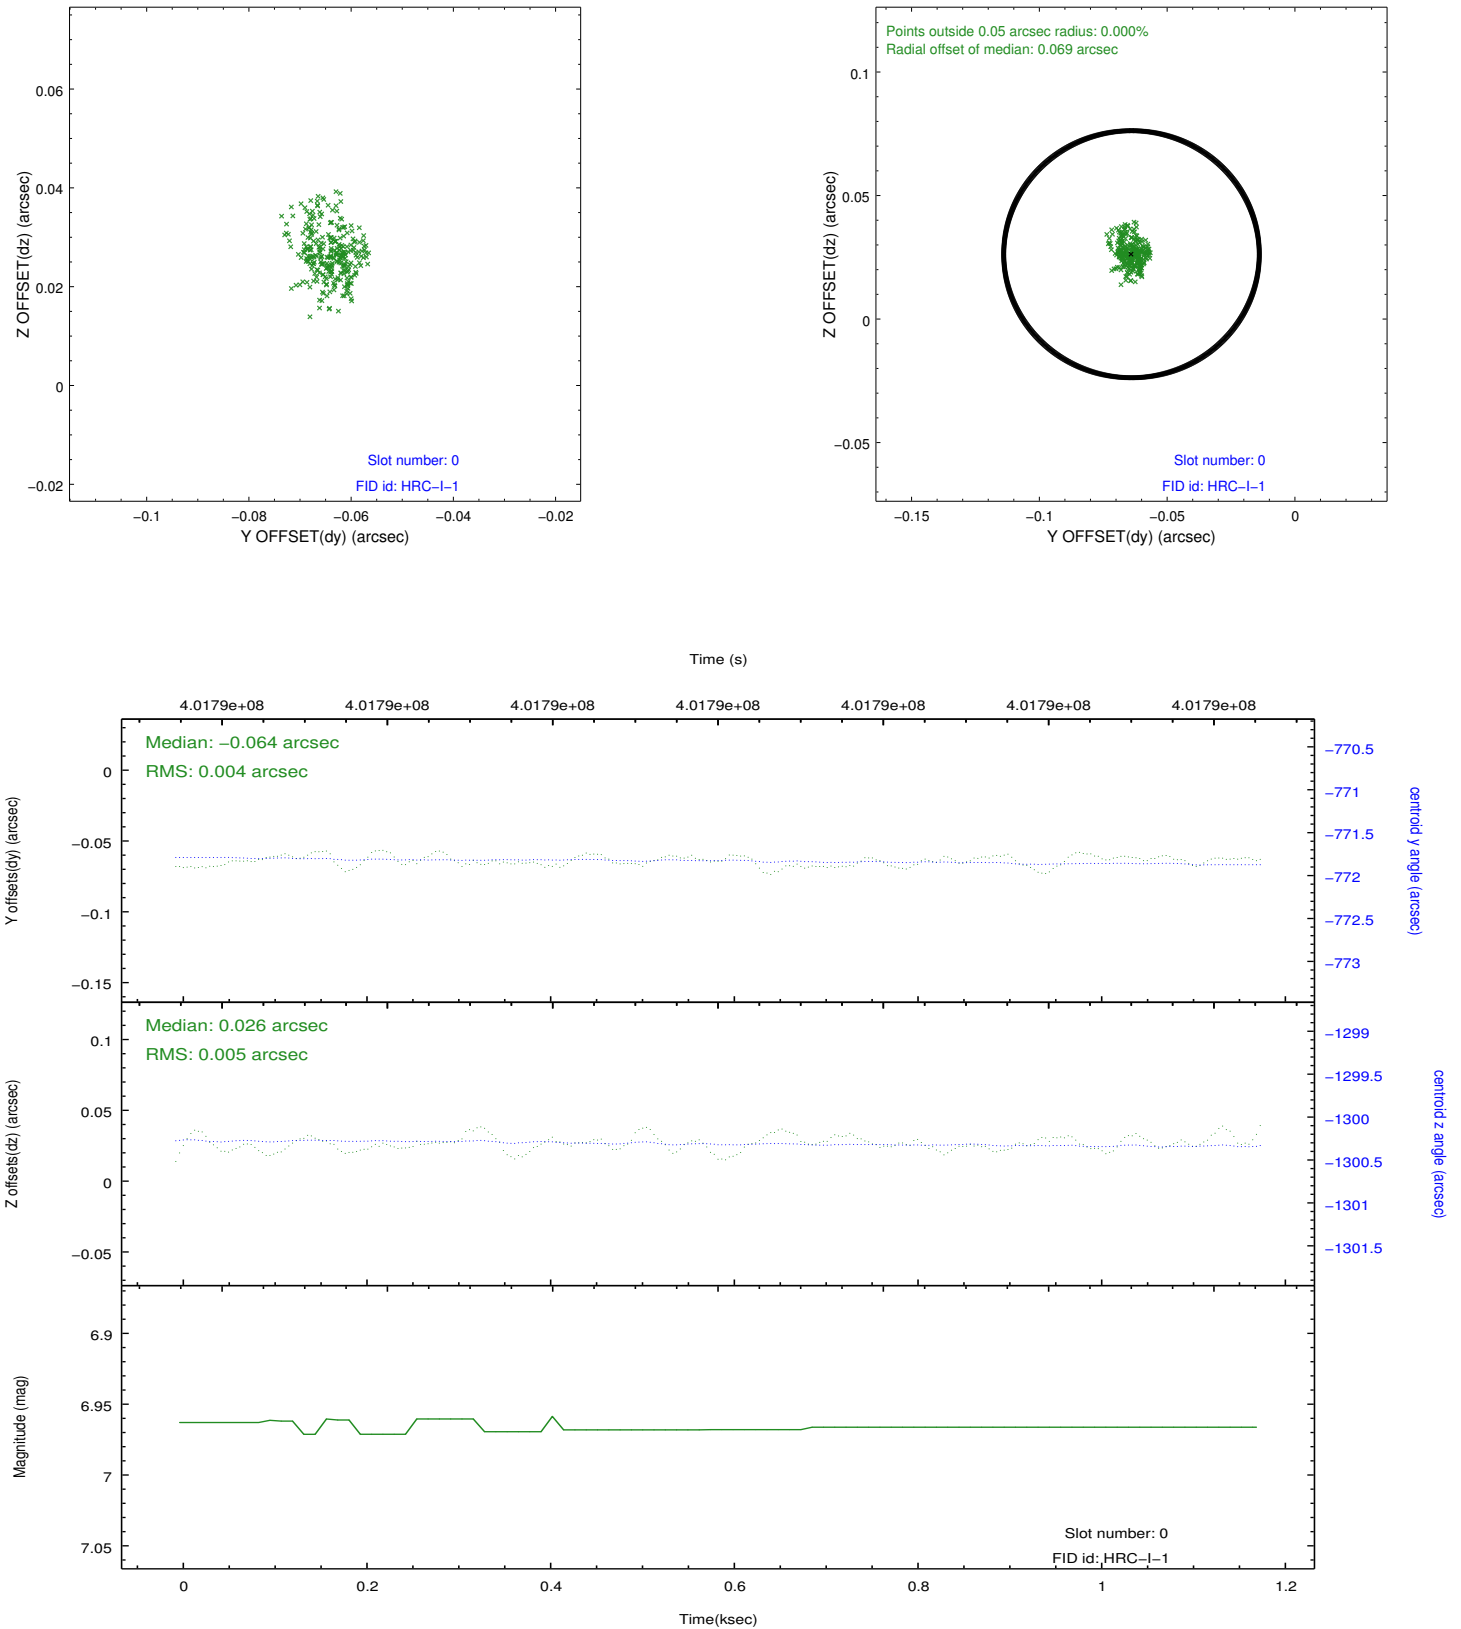 0.06
0.04
0.02
0
−0.02
Z OFFSET(dz) (arcsec)
Slot number: 0
FID id: HRC−I−1
−0.1
−0.08
−0.06
−0.04
−0.02
Y OFFSET(dy) (arcsec)
Points outside 0.05 arcsec radius: 0.000%
Radial offset of median: 0.069 arcsec
0.1
0.05
0
−0.05
Z OFFSET(dz) (arcsec)
Slot number: 0
FID id: HRC−I−1
−0.15
−0.1
−0.05
0
Y OFFSET(dy) (arcsec)
Time (s)
4.0179e+08
4.0179e+08
4.0179e+08
4.0179e+08
4.0179e+08
4.0179e+08
4.0179e+08
Median: −0.064 arcsec
RMS: 0.004 arcsec
0
−0.05
−0.1
−0.15
Y offsets(dy) (arcsec)
−770.5
−771
−771.5
−772
−772.5
−773
centroid y angle (arcsec)
Median: 0.026 arcsec
RMS: 0.005 arcsec
0.1
0.05
0
−0.05
Z offsets(dz) (arcsec)
−1299
−1299.5
−1300
−1300.5
−1301
−1301.5
centroid z angle (arcsec)
6.9
6.95
7
7.05
Magnitude (mag)
Slot number: 0
FID id: HRC−I−1
0
0.2
0.4
0.6
0.8
1
1.2
Time(ksec)